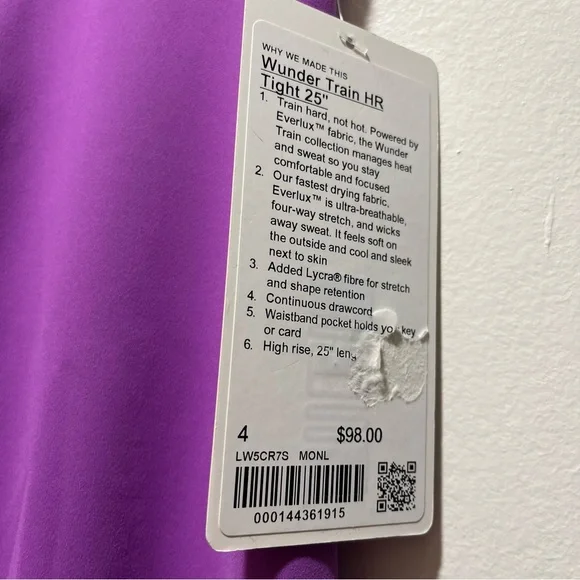 WHY WE MADE THIS
Wunder Train HR
Tight 25"
1. Train hard, not hot. Powered by
Everlux™ fabric, the Wunder
Train collection manages heat
and sweat so you stay
comfortable and focused
2. Our fastest drying fabric,
Everlux™ is ultra-breathable,
four-way stretch, and wicks
away sweat. It feels soft on
the outside and cool and sleek
next to skin
3. Added Lycra® fibre for stretch
and shape retention
4. Continuous drawcord
5. Waistband pocket holds key
or card
6. High rise, 25"
4 $98.00
LW5CR7S MONL
000144361915